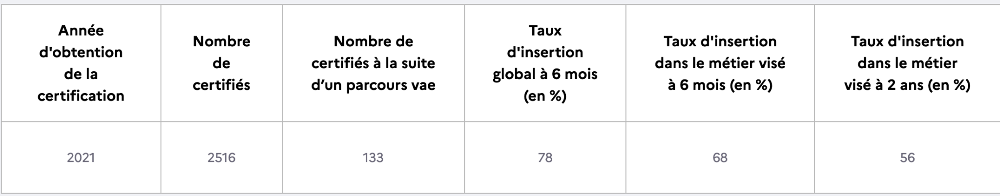 Année
d'obtention
de la
certification
Nombre
de
certifiés
Nombre de
certifiés à la suite
d’un parcours vae
Taux
d'insertion
global à 6 mois
(en %)
Taux d'insertion
dans le métier visé
à 6 mois (en %)
Taux d'insertion
dans le métier
visé à 2 ans (en %)
2021
2516
133
78
68
56